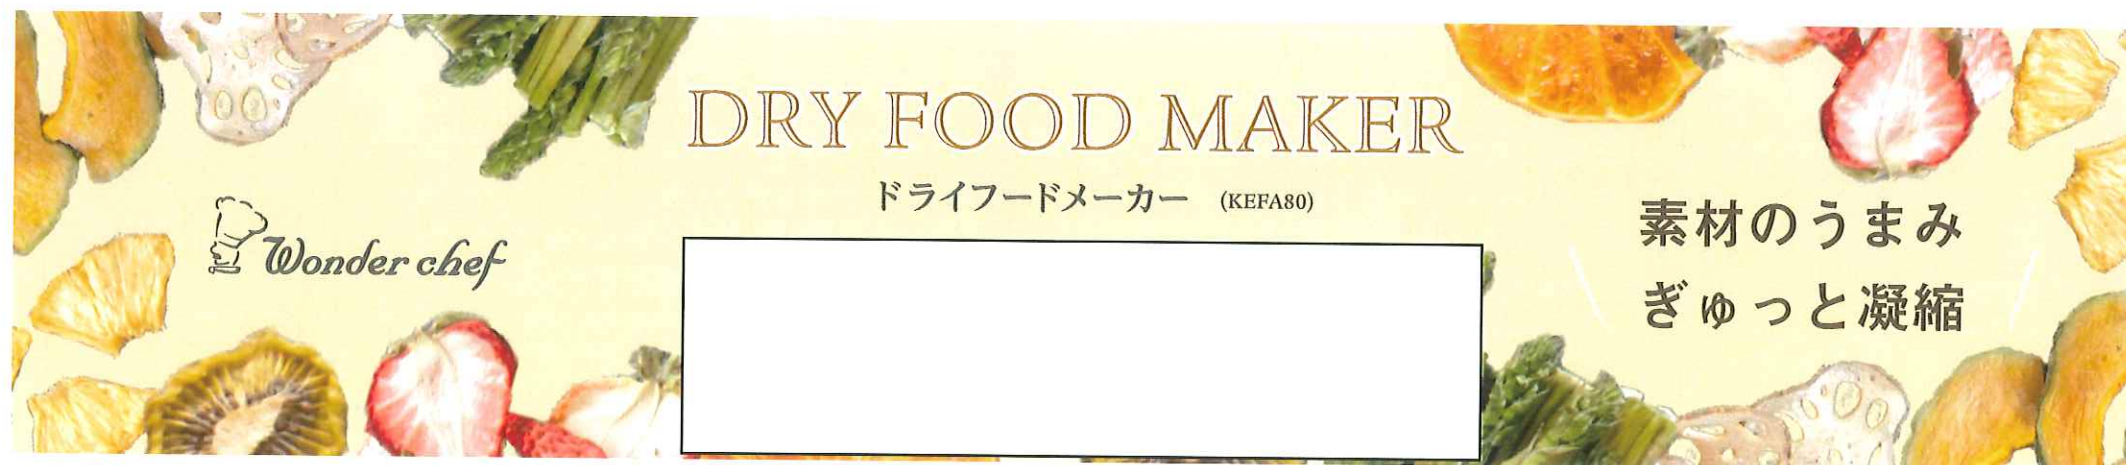 DRY FOOD MAKER
ドライフードメーカー (KEFA80)
Wonder chef
素材のうまみ
ぎゅっと凝縮